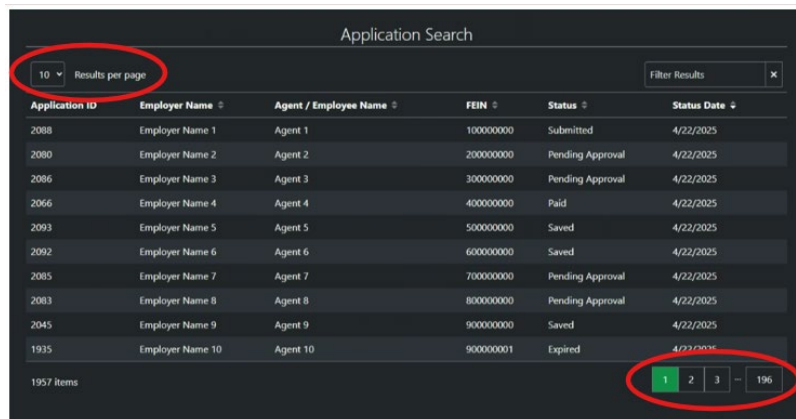 Application Search
10 Results per page Filter Results ×
Application ID Employer Name Agent / Employee Name FEIN Status Status Date
2088 Employer Name 1 Agent 1 100000000 Submitted 4/22/2025
2080 Employer Name 2 Agent 2 200000000 Pending Approval 4/22/2025
2086 Employer Name 3 Agent 3 300000000 Pending Approval 4/22/2025
2066 Employer Name 4 Agent 4 400000000 Paid 4/22/2025
2093 Employer Name 5 Agent 5 500000000 Saved 4/22/2025
2092 Employer Name 6 Agent 6 600000000 Saved 4/22/2025
2085 Employer Name 7 Agent 7 700000000 Pending Approval 4/22/2025
2083 Employer Name 8 Agent 8 800000000 Pending Approval 4/22/2025
2045 Employer Name 9 Agent 9 900000000 Saved 4/22/2025
1935 Employer Name 10 Agent 10 900000001 Expired 4/22/2025
1957 items 1 2 3 ... 196